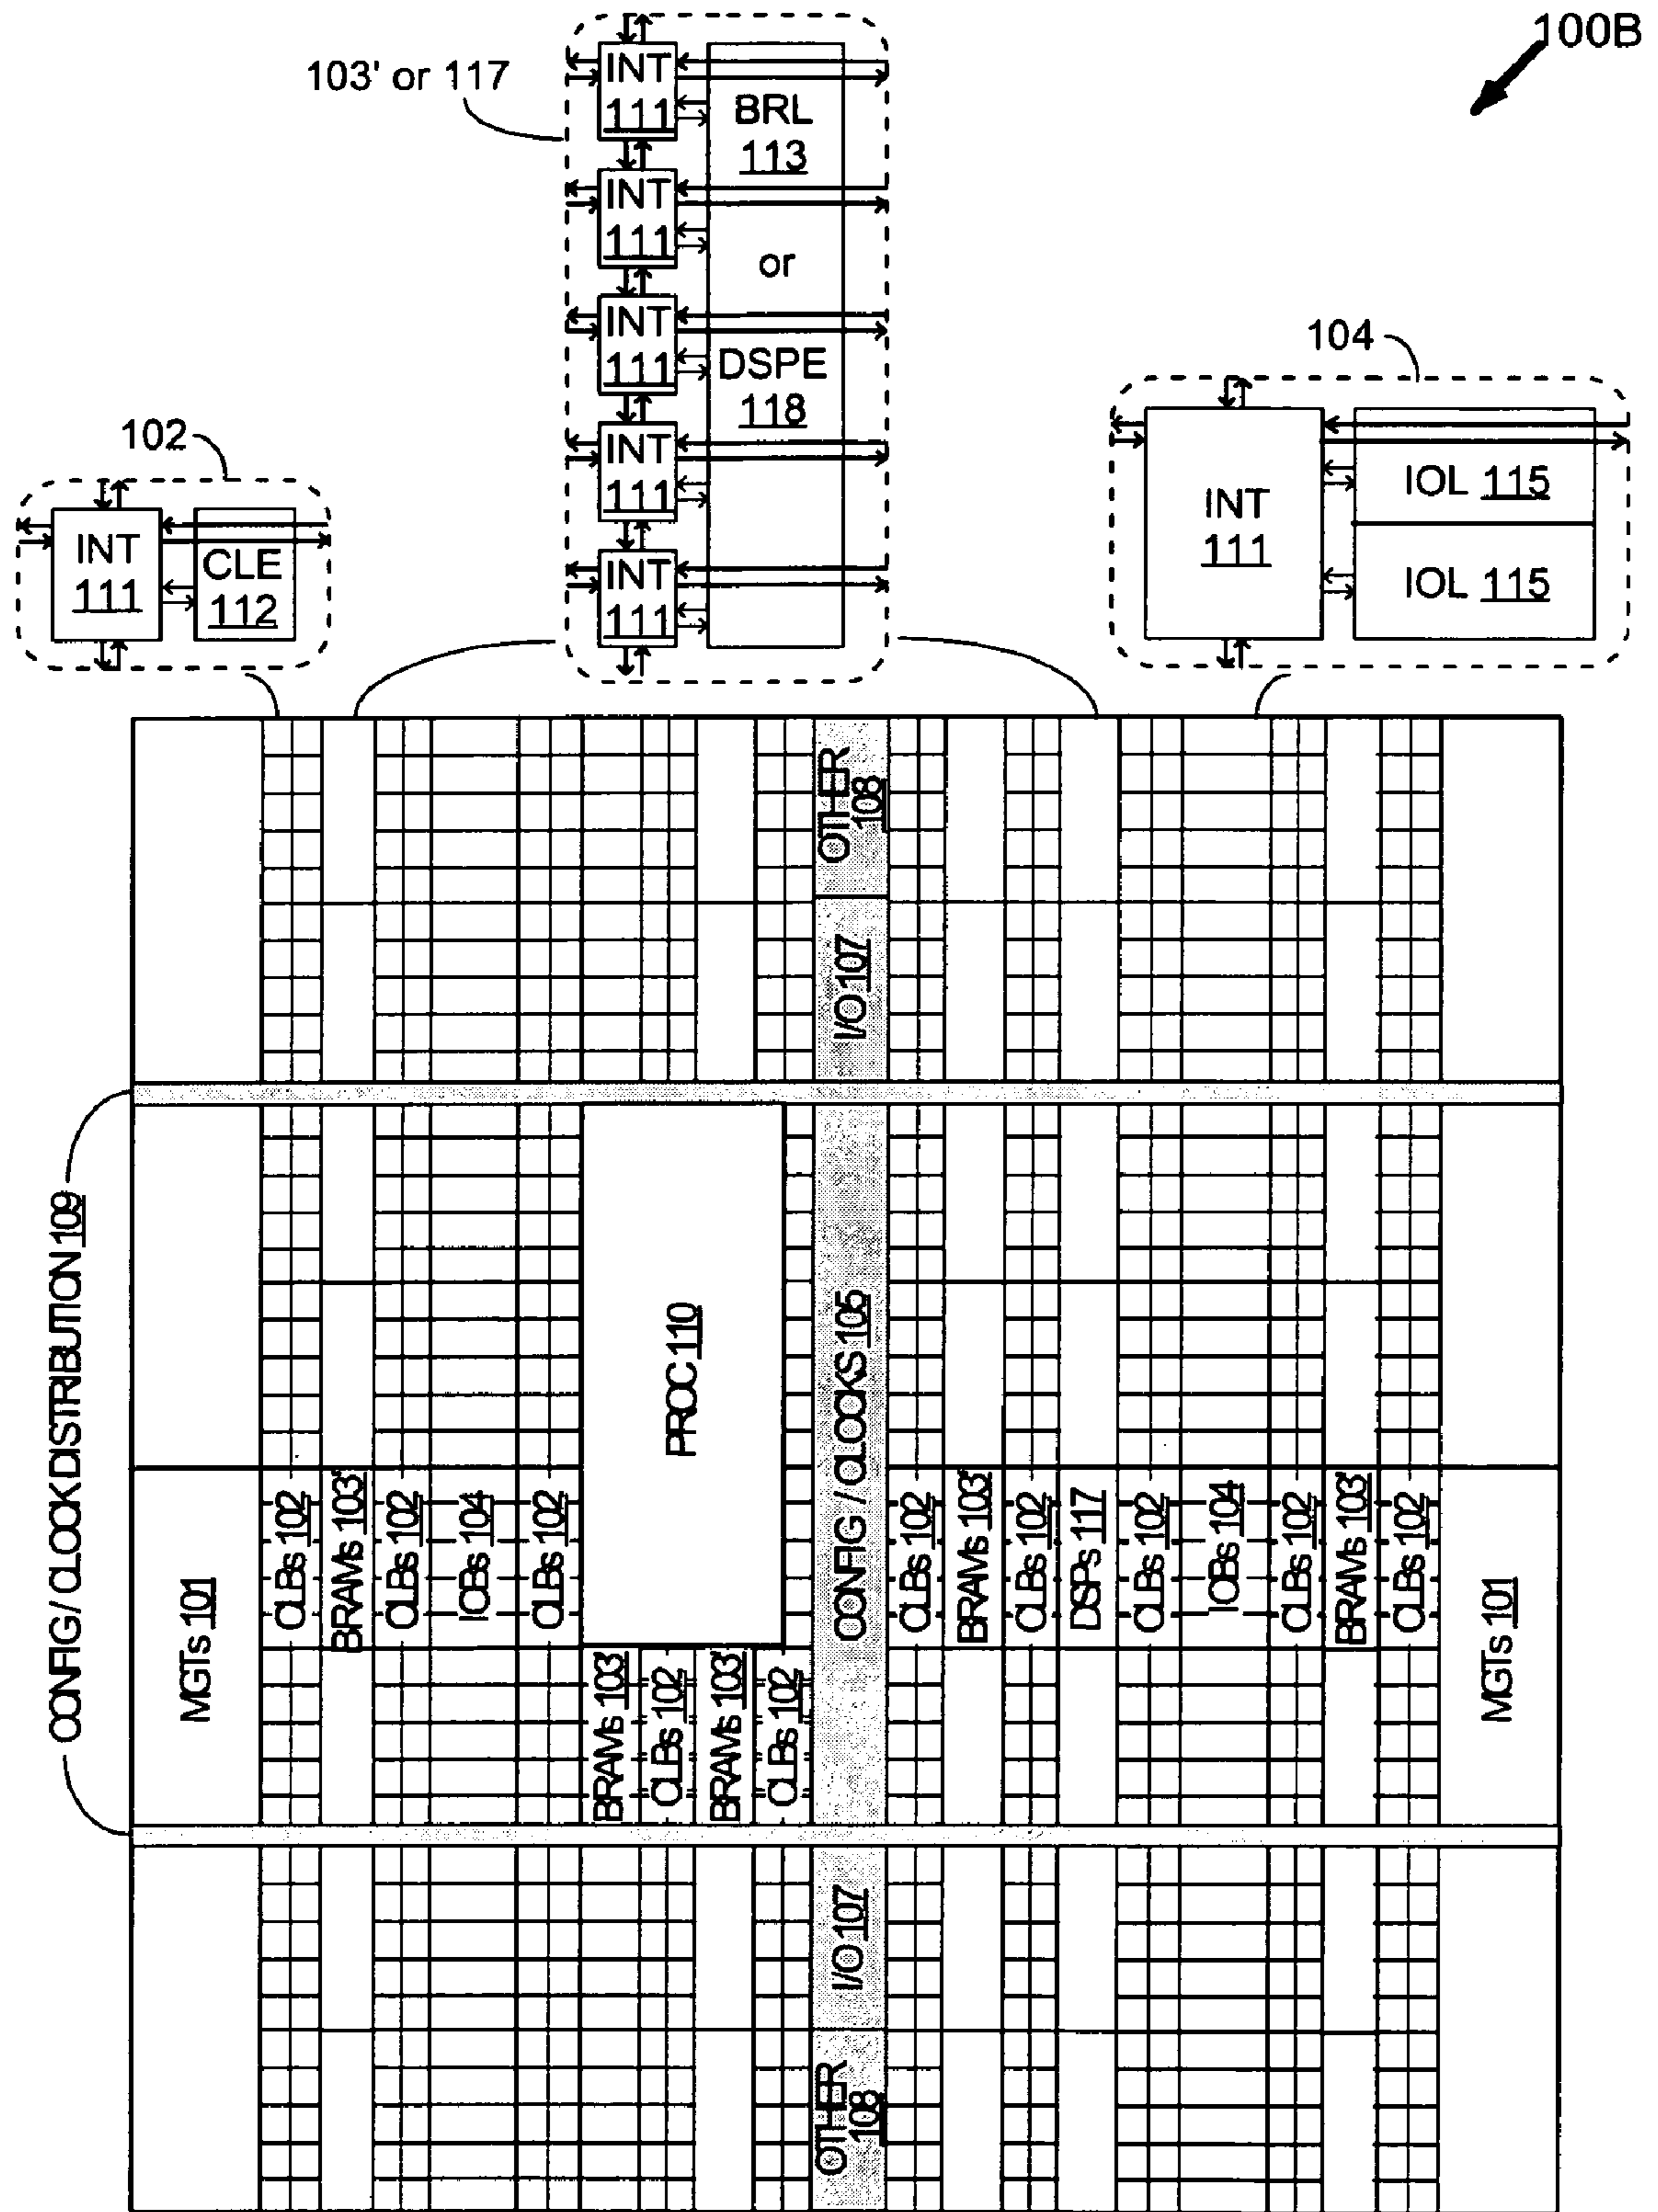 100B
103' or 117
INT
111
INT
111
INT
111
INT
111
INT
111
BRL
113
or
DSPE
118
104
INT
111
IOL 115
IOL 115
102
INT
111
CLE
112
OTHER
108
I/O 107
CONFIG / CLOCK DISTRIBUTION 109
PROC 110
CONFIG / CLOCKS 105
MGTs 101
CLBs 102
BRAMs 103'
CLBs 102
IOBs 104
CLBs 102
BRAMs 103'
CLBs 102
BRAMs 103'
CLBs 102
CLBs 102
BRAMs 103'
CLBs 102
DSPs 117
CLBs 102
IOBs 104
CLBs 102
BRAMs 103'
CLBs 102
MGTs 101
I/O 107
OTHER
108